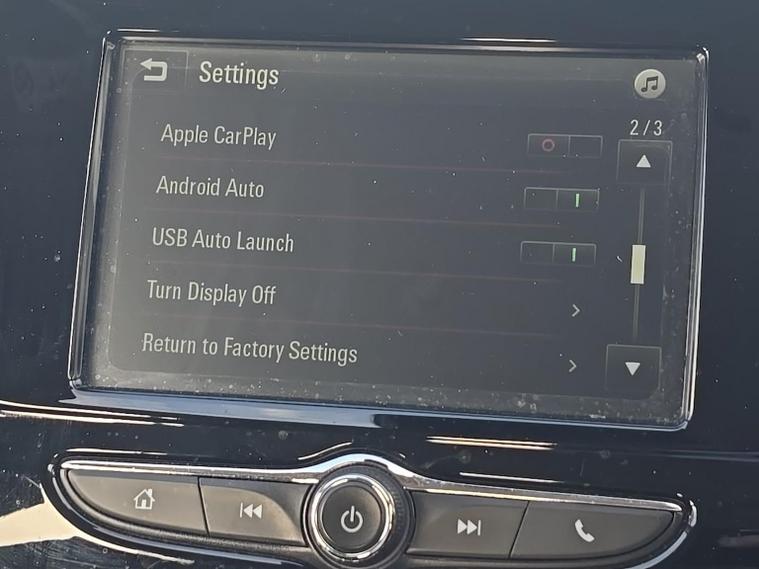 Settings
2/3
Apple CarPlay
Android Auto
USB Auto Launch
Turn Display Off
Return to Factory Settings